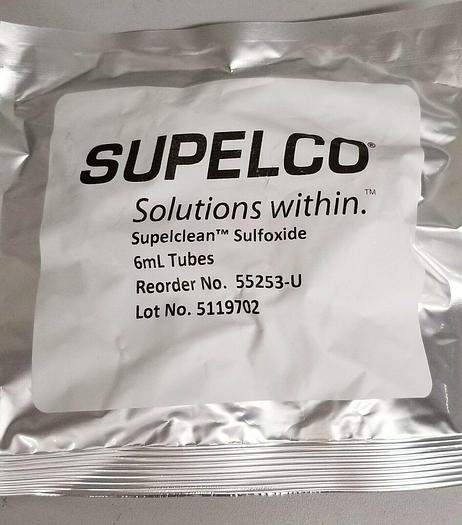 SUPELCO®
Solutions within.™
Supelclean™ Sulfoxide
6mL Tubes
Reorder No. 55253-U
Lot No. 5119702